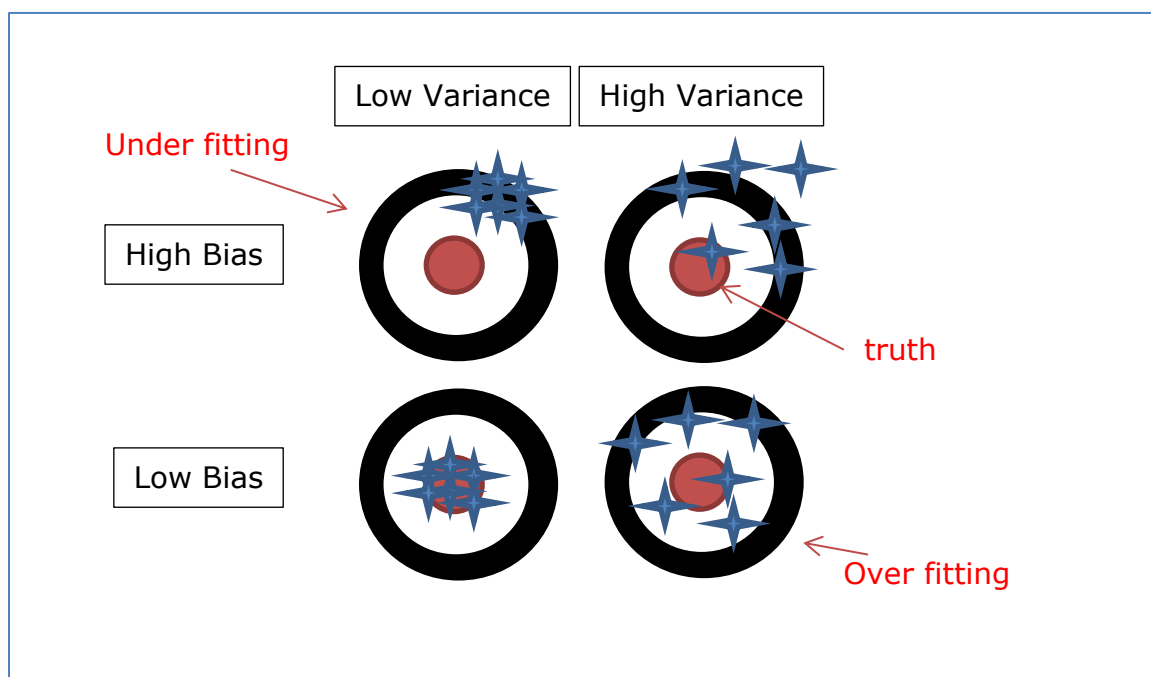 Low Variance
High Variance
Under fitting
High Bias
truth
Low Bias
Over fitting